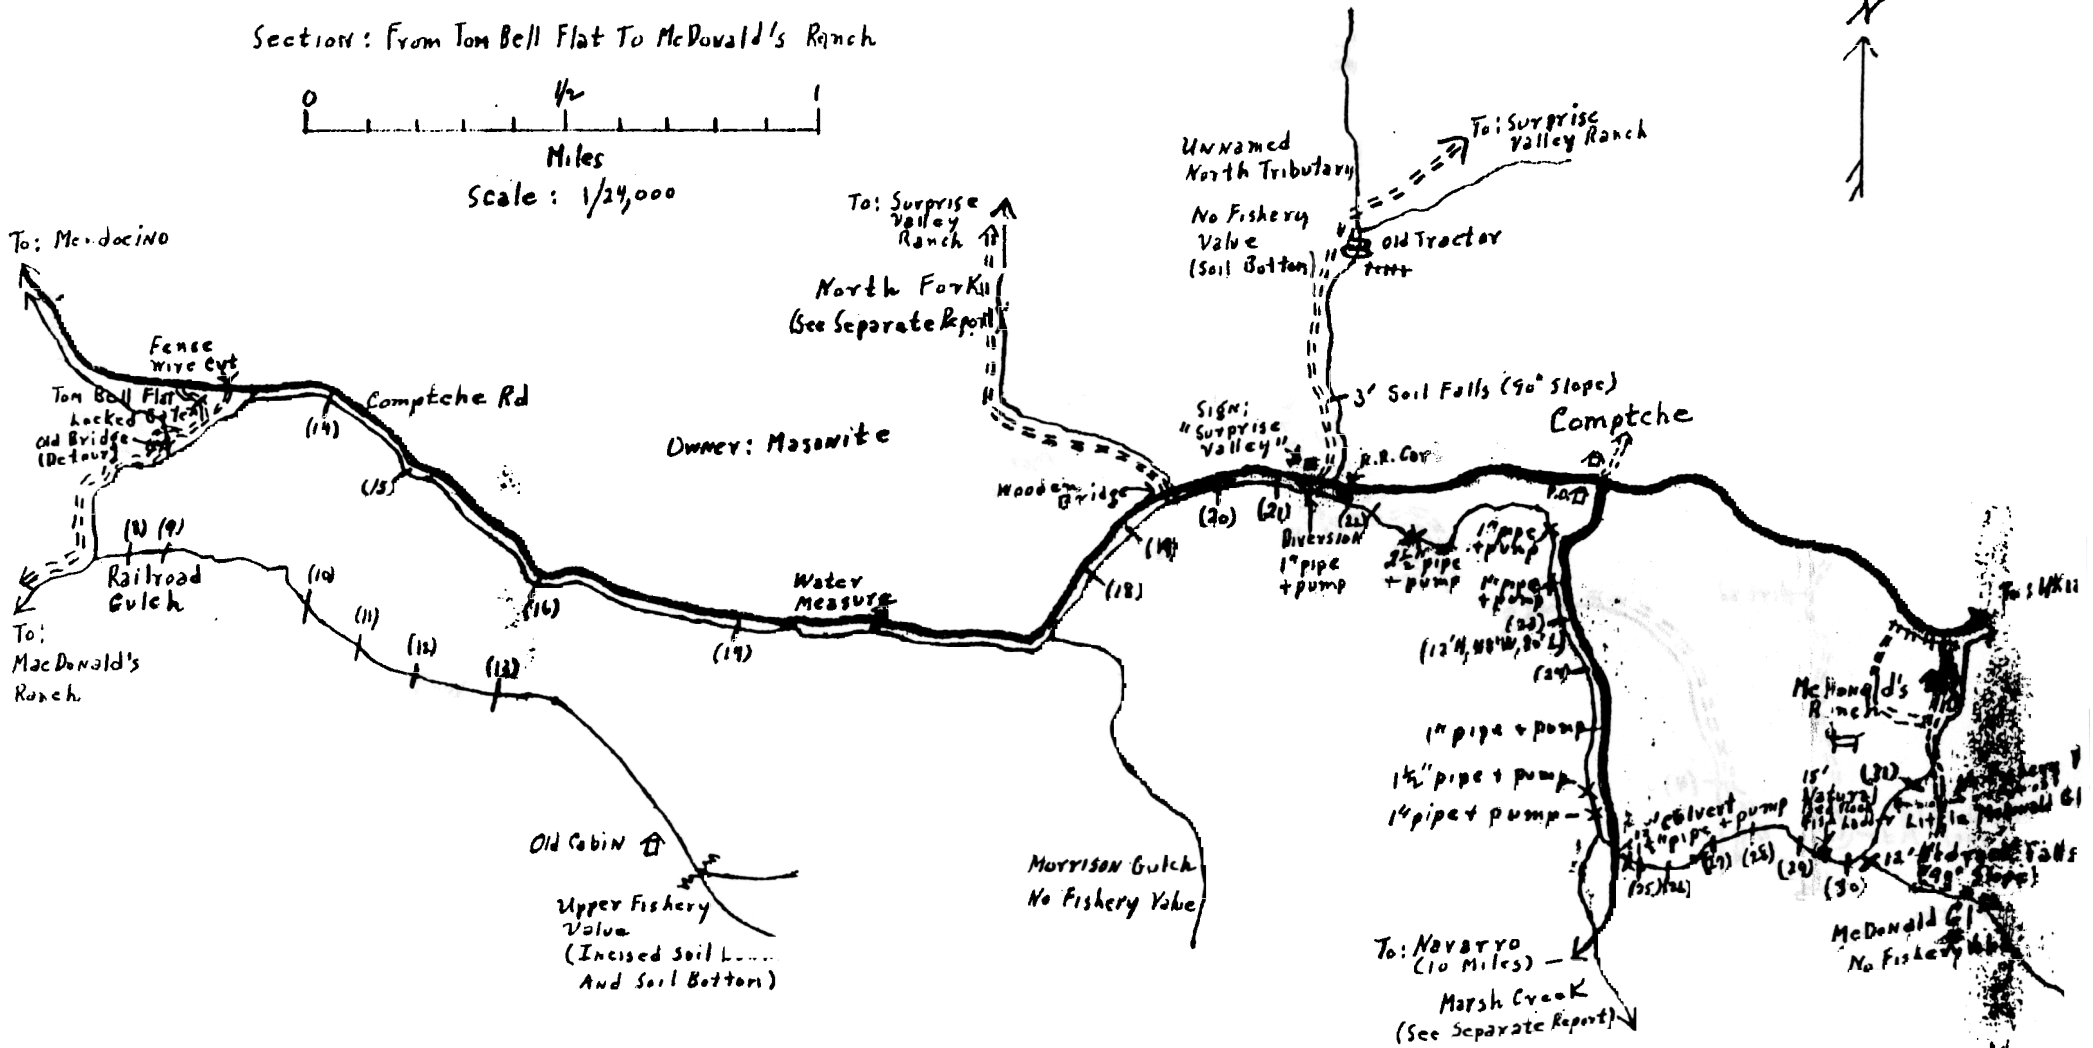 Section: From Tom Bell Flat To McDonald's Ranch
0 1/2 1
Miles
Scale: 1/24,000
N
To: Mendocino
Fense
Wire Cut
Tom Bell Flat
Locked Gate
Old Bridge
(Detour)
Comptche Rd
(14)
(15)
(16)
(8) (9)
Railroad
Gulch
(10)
(11)
(12)
(13)
To:
MacDonald's
Ranch
Old Cabin
Upper Fishery
Value
(Incised Soil
And Soil Bottom)
Water
Measure
(17)
Owner: Masonite
To: Surprise
Valley
Ranch
North Fork
(See Separate Report)
Wooden
Bridge
(18)
(19)
(20)
(21)
(22)
Morrison Gulch
No Fishery Value
Unnamed
North Tributary
No Fishery
Value
(Soil Bottom)
To: Surprise
Valley Ranch
Old Tractor
3' Soil Falls (90° Slope)
Sign:
"Surprise
Valley"
R.R. Car
Comptche
P.O.
Diversion
1" pipe
+ pump
2½" pipe
+ pump
1" pipe
+ pump
1" pipe
+ pump
(23)
(24)
1" pipe + pump
1½" pipe + pump
1" pipe + pump
Culvert
pipe + pump
(25) (26)
(27)
(28)
(29)
(30)
(31)
15'
Natural
McDonald's
Ranch
McDonald Gl
No Fishery
To: Navarro
(10 Miles)
Marsh Creek
(See Separate Report)